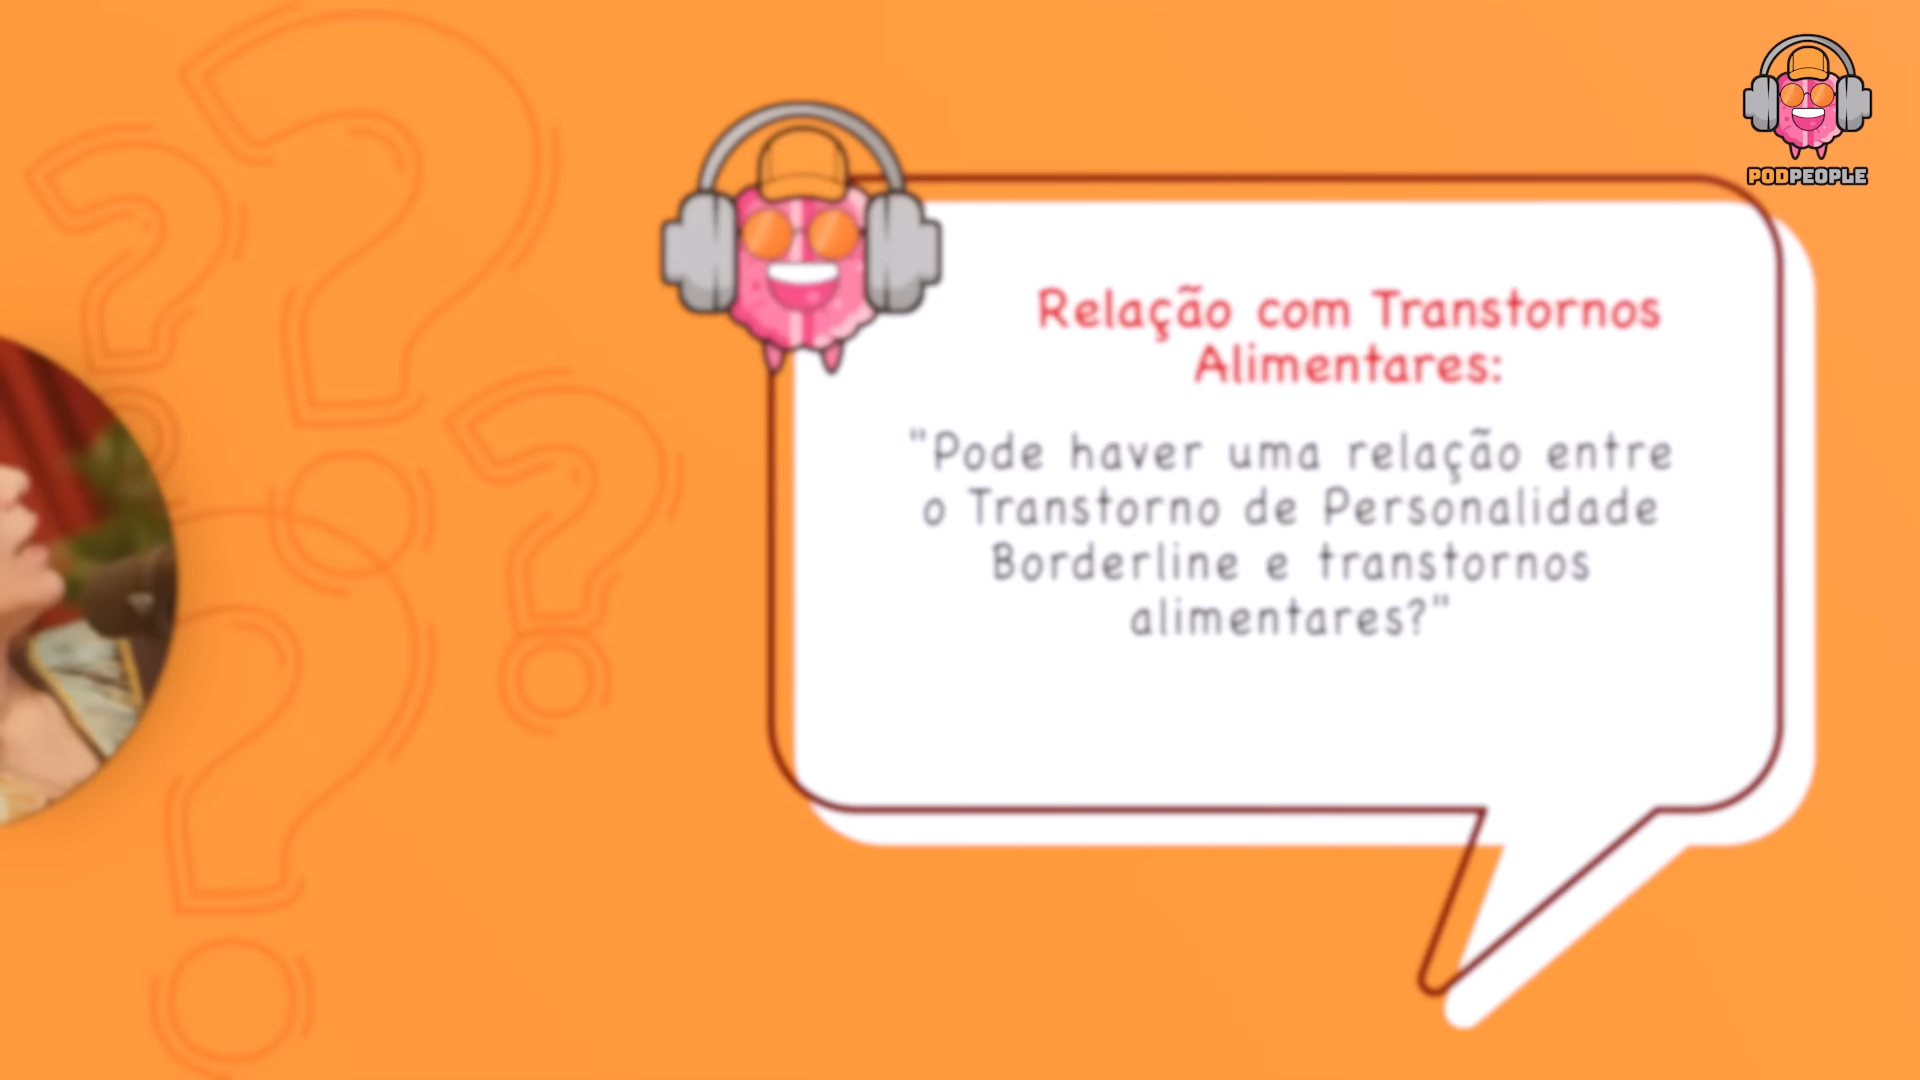 PODPEOPLE
Relação com Transtornos
Alimentares:
"Pode haver uma relação entre
o Transtorno de Personalidade
Borderline e transtornos
alimentares?"